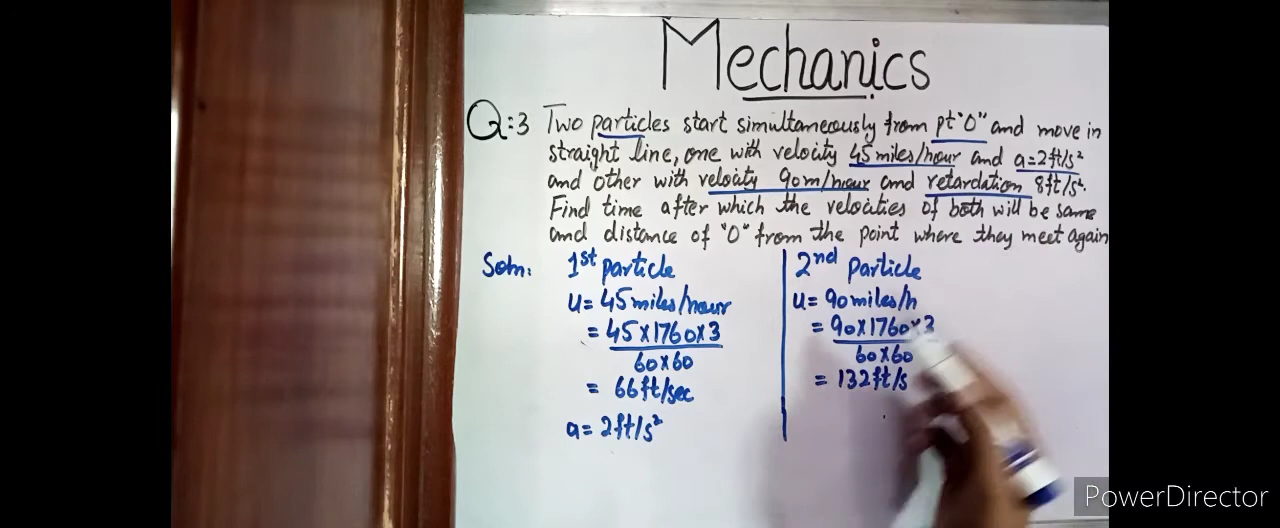 Mechanics
Q:3 Two particles start simultaneously from pt "O" and move in
straight line, one with velocity 45 miles/hour and a=2ft/s²
and other with velocity 90m/hour and retardation 8ft/s².
Find time after which the velocities of both will be same
and distance of "O" from the point where they meet again
Soln: 1st particle
u= 45 miles/hour
= 45×1760×3
60×60
= 66ft/sec
a= 2ft/s²
2nd Particle
u= 90 miles/h
= 90×1760×3
60×60
= 132ft/s
PowerDirector